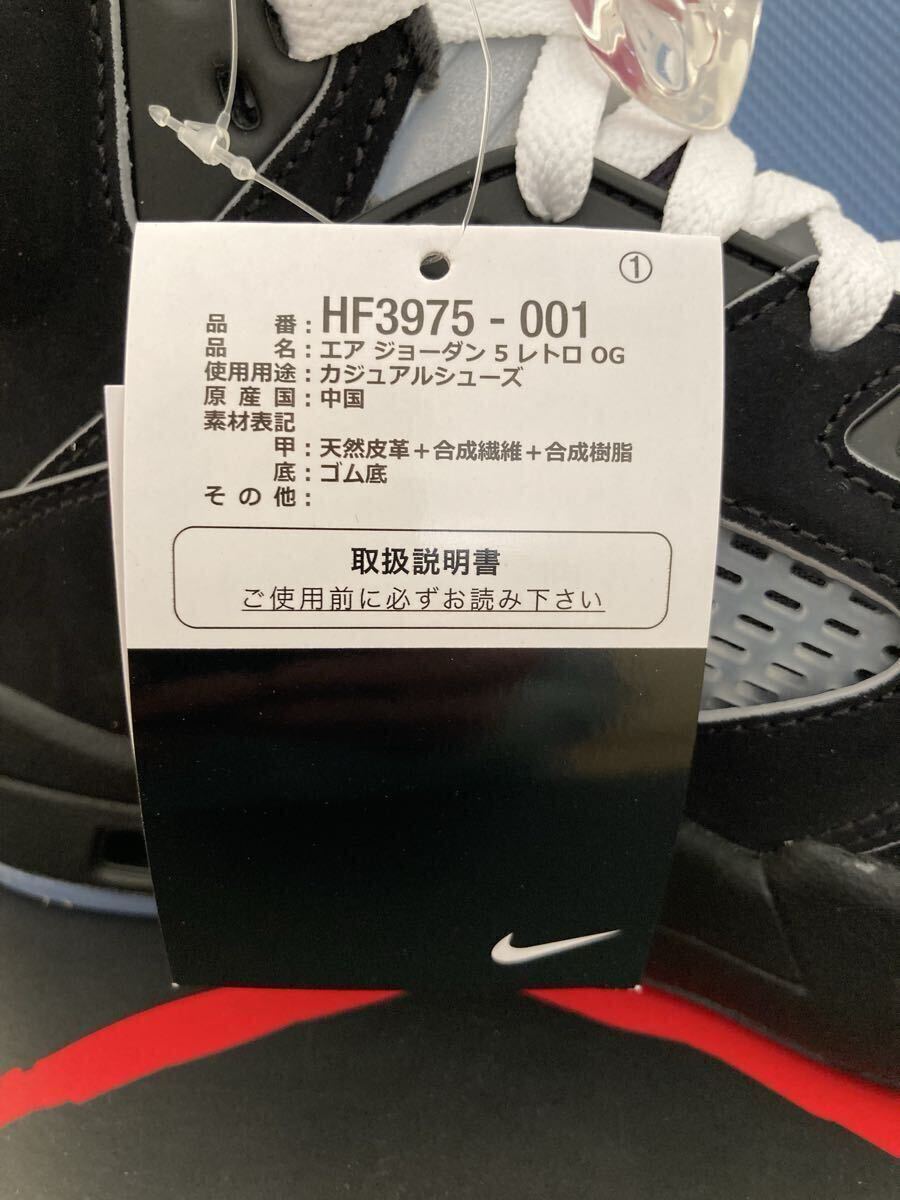 ①
品番：HF3975 - 001
品名：エア ジョーダン 5 レトロ OG
使用用途：カジュアルシューズ
原産国：中国
素材表記
甲：天然皮革＋合成繊維＋合成樹脂
底：ゴム底
その他：
取扱説明書
ご使用前に必ずお読み下さい